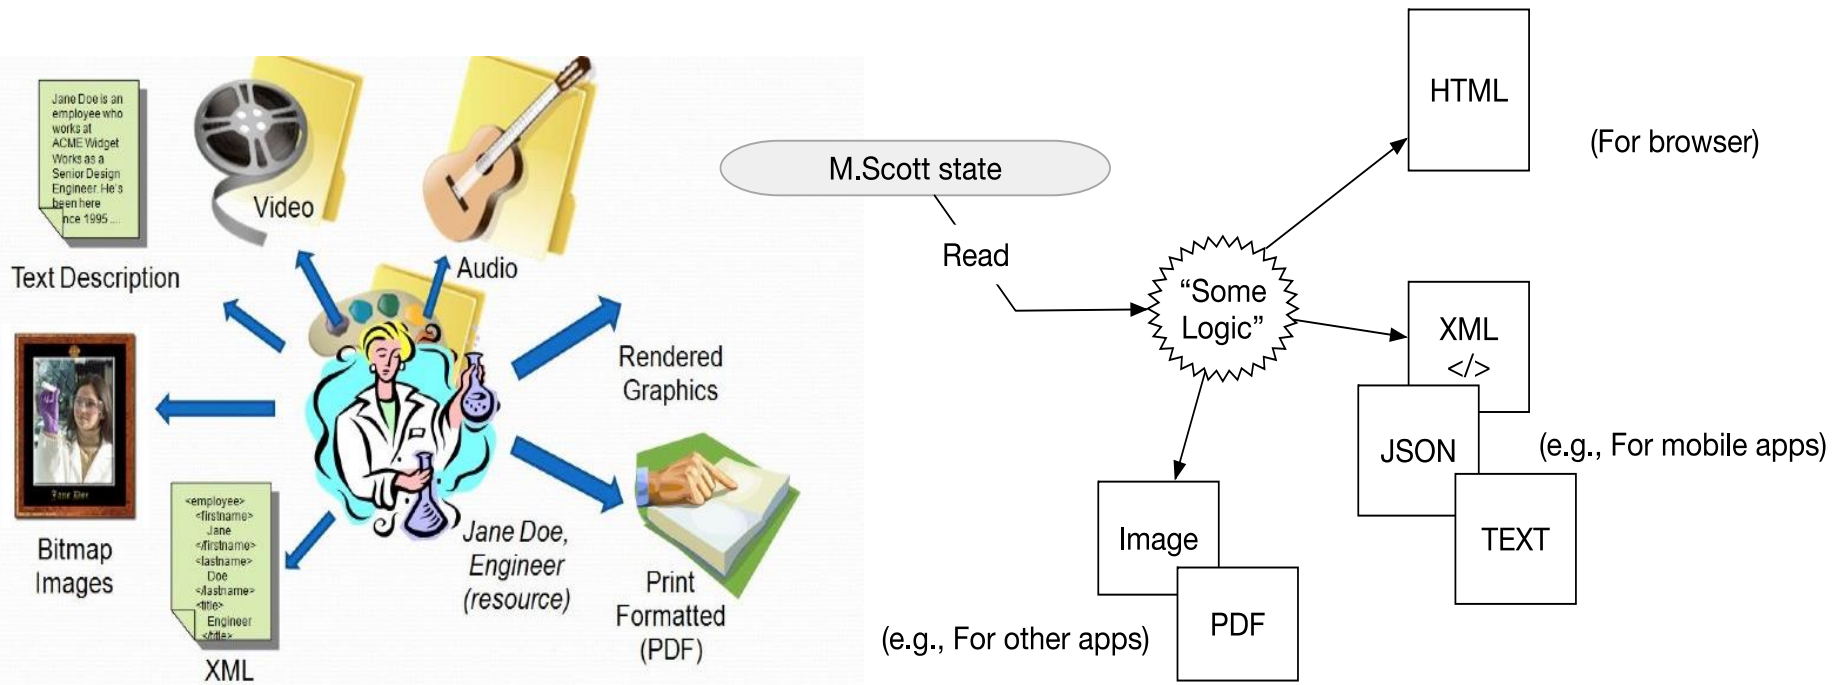 Jane Doe is an
employee who
works at
ACME Widget
Works as a
Senior Design
Engineer. He's
been here
nce 1995 ....
Text Description
Video
Audio
Rendered
Graphics
Jane Doe
Bitmap
Images
<employee>
<firstname>
Jane
</firstname>
<lastname>
Doe
</lastname>
<title>
Engineer
</title>
XML
Jane Doe,
Engineer
(resource)
Print
Formatted
(PDF)
M.Scott state
Read
“Some
Logic”
HTML
(For browser)
XML
</>
JSON
TEXT
(e.g., For mobile apps)
Image
PDF
(e.g., For other apps)